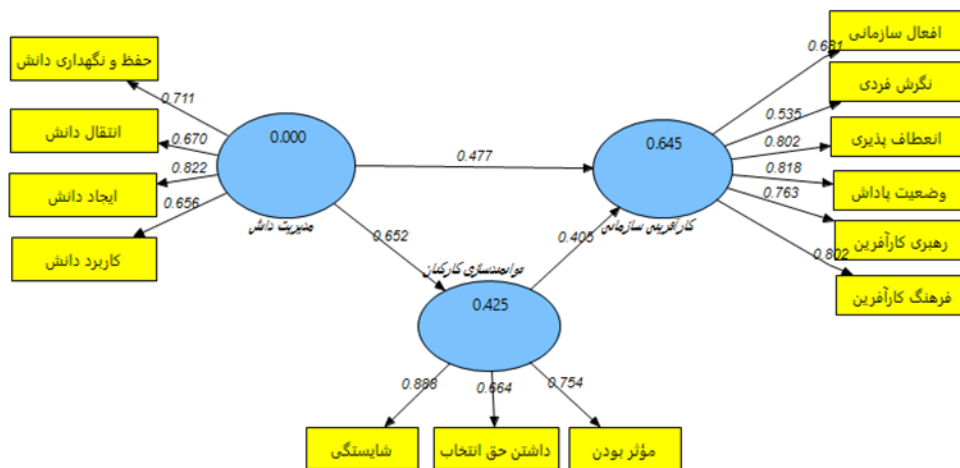 حفظ و نگهداری دانش
انتقال دانش
ایجاد دانش
کاربرد دانش
0.711
0.670
0.822
0.656
0.000
مدیریت داش
0.477
0.652
0.405
توانمندسازی کارکنان
0.425
0.888
0.664
0.754
شایستگی
داشتن حق انتخاب
مؤثر بودن
0.645
کارآفرینی سازمانی
0.681
0.535
0.802
0.818
0.763
0.802
افعال سازمانی
نگرش فردی
انعطاف پذیری
وضعیت پاداش
رهبری کارآفرین
فرهنگ کارآفرین